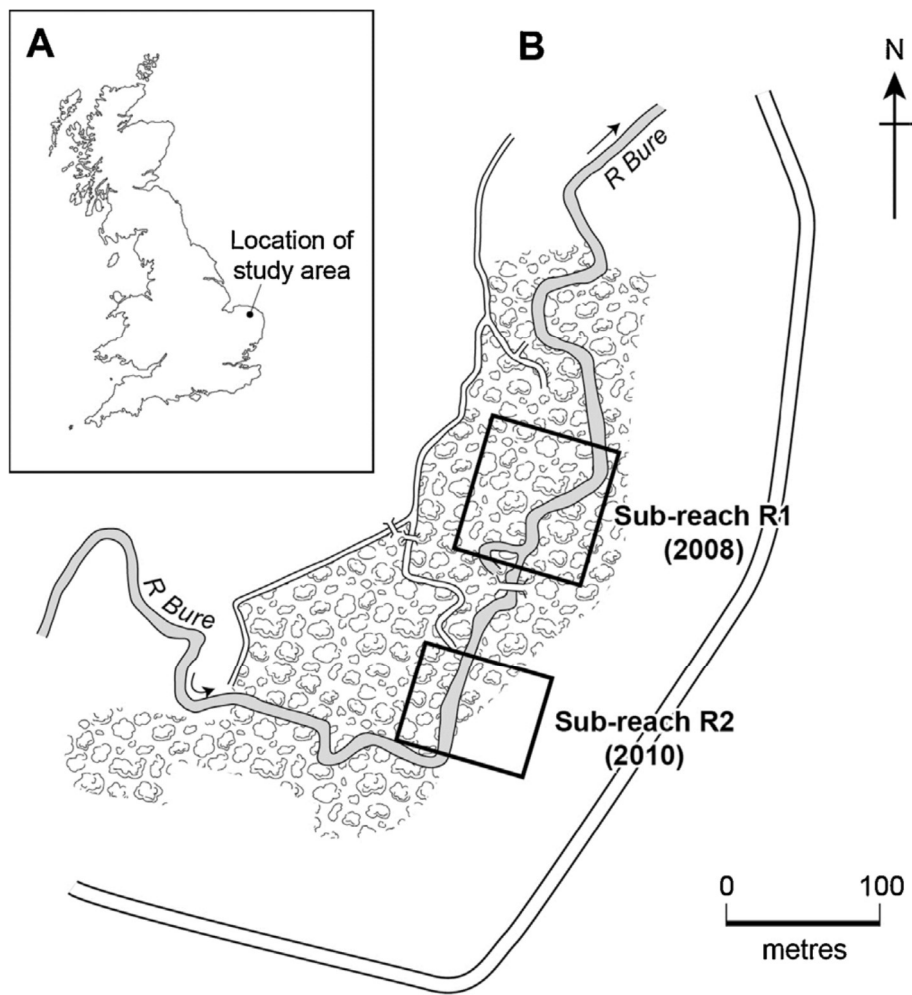 A
Location of
study area
B
N
R Bure
Sub-reach R1
(2008)
R Bure
Sub-reach R2
(2010)
0 100
metres